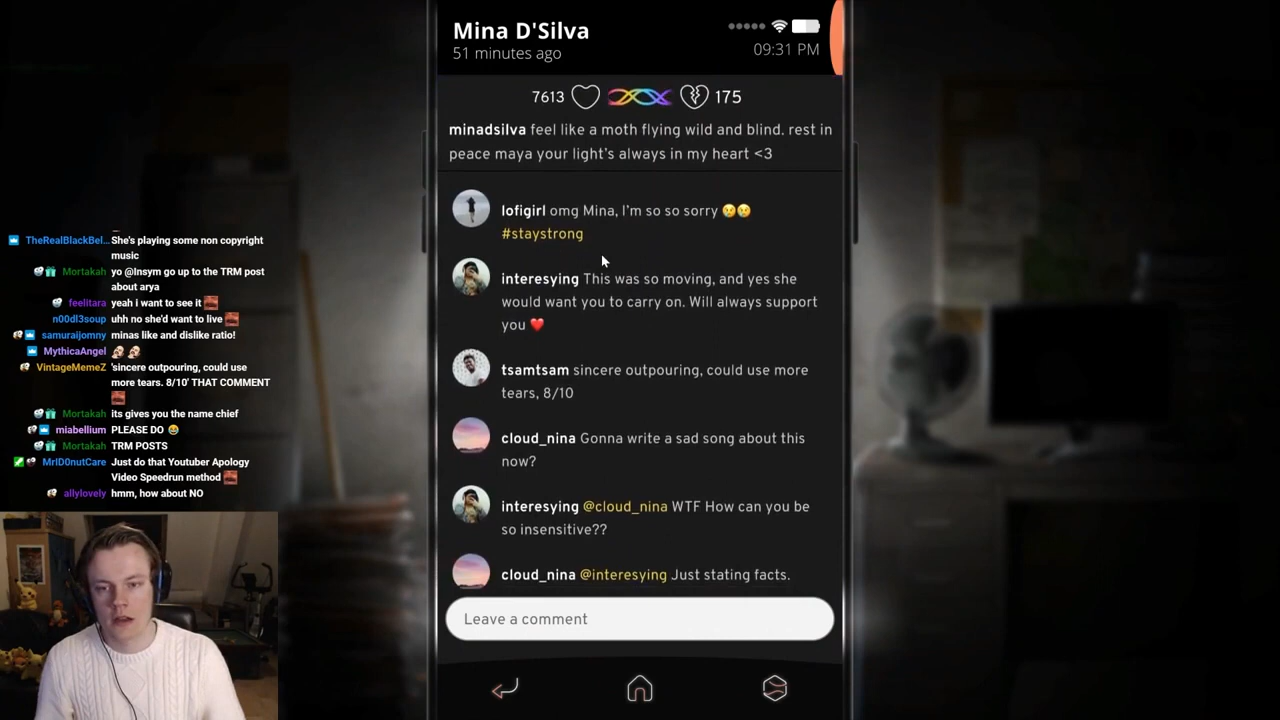 Mina D'Silva
51 minutes ago
09:31 PM
7613
175
minadsilva feel like a moth flying wild and blind. rest in
peace maya your light's always in my heart <3
lofigirl omg Mina, I'm so so sorry 😢😢
#staystrong
interesying This was so moving, and yes she
would want you to carry on. Will always support
you ❤️
tsamtsam sincere outpouring, could use more
tears, 8/10
cloud_nina Gonna write a sad song about this
now?
interesying @cloud_nina WTF How can you be
so insensitive??
cloud_nina @interesying Just stating facts.
Leave a comment
TheRealBlackBel... She's playing some non copyright
music
Mortakah yo @Insym go up to the TRM post
about arya
feelitara yeah i want to see it
n00dl3soup uhh no she'd want to live
samuraijomny minas like and dislike ratio!
MythicaAngel
VintageMemeZ 'sincere outpouring, could use
more tears. 8/10' THAT COMMENT
Mortakah its gives you the name chief
miabellium PLEASE DO 😂
Mortakah TRM POSTS
MrlD0nutCare Just do that Youtuber Apology
Video Speedrun method
allylovely hmm, how about NO